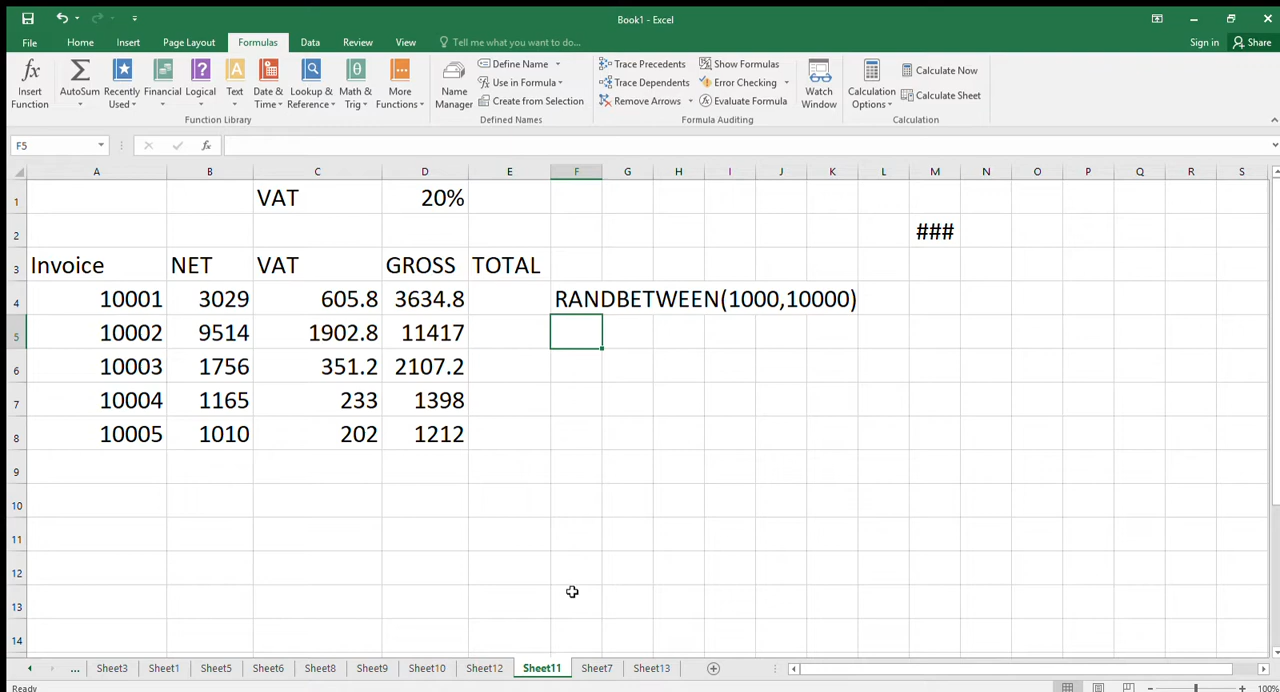 Book1 - Excel
File Home Insert Page Layout Formulas Data Review View Tell me what you want to do... Sign in Share
fx Σ ? A θ Define Name Trace Precedents Show Formulas Calculate Now
Use in Formula Trace Dependents Error Checking
Insert Function AutoSum Recently Used Financial Logical Text Date & Time Lookup & Reference Math & Trig More Functions Name Manager Create from Selection Remove Arrows Evaluate Formula Watch Window Calculation Options Calculate Sheet
Function Library Defined Names Formula Auditing Calculation
F5 fx
A B C D E F G H I J K L M N O P Q R S
1 VAT 20%
2 ###
3 Invoice NET VAT GROSS TOTAL
4 10001 3029 605.8 3634.8 RANDBETWEEN(1000,10000)
5 10002 9514 1902.8 11417
6 10003 1756 351.2 2107.2
7 10004 1165 233 1398
8 10005 1010 202 1212
9
10
11
12
13
14
... Sheet3 Sheet1 Sheet5 Sheet6 Sheet8 Sheet9 Sheet10 Sheet12 Sheet11 Sheet7 Sheet13
Ready 100%